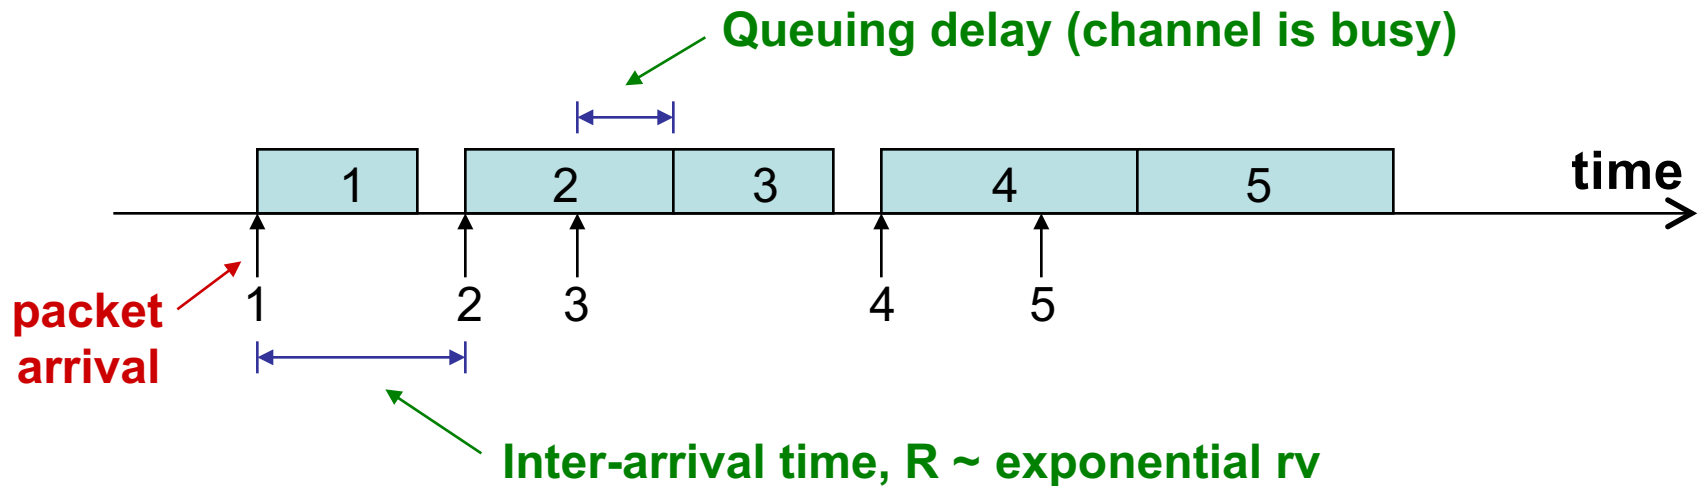 Queuing delay (channel is busy)
1 2 3 4 5
time
1 2 3 4 5
packet
arrival
Inter-arrival time, R ~ exponential rv